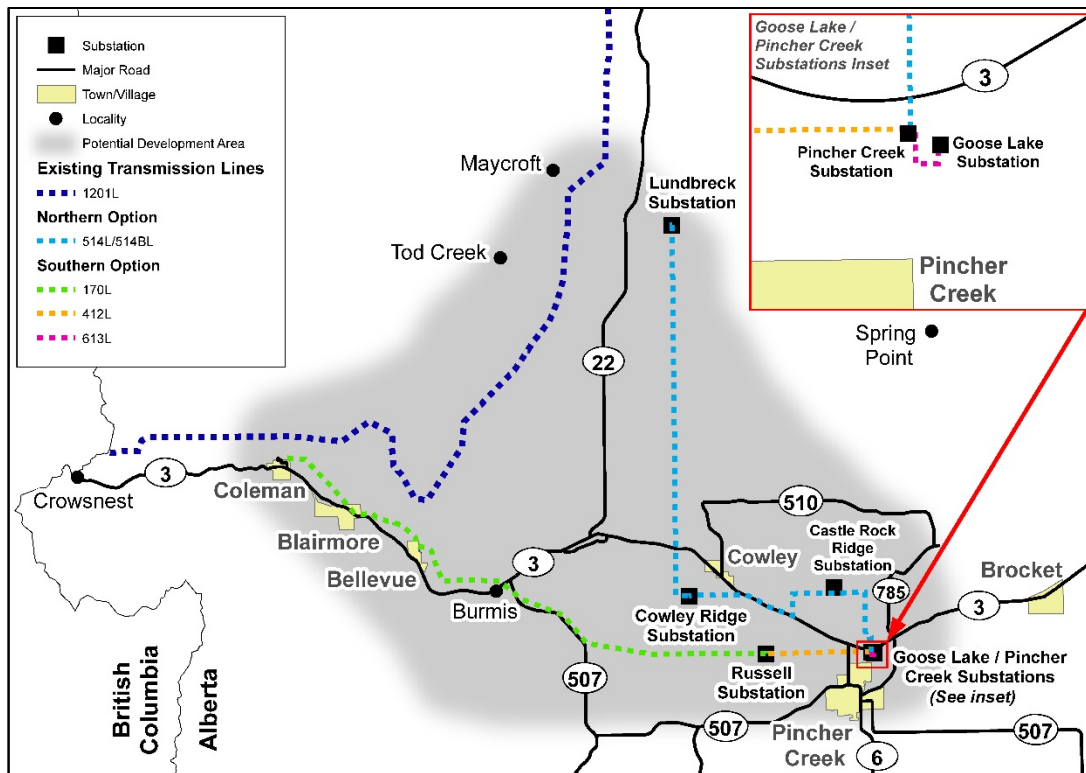 Substation
Major Road
Town/Village
Locality
Potential Development Area
Existing Transmission Lines
1201L
Northern Option
514L/514BL
Southern Option
170L
412L
613L
Goose Lake /
Pincher Creek
Substations Inset
3
Pincher Creek
Substation
Goose Lake
Substation
Pincher
Creek
Maycroft
Lundbreck
Substation
Tod Creek
Spring
Point
22
Crowsnest
3
Coleman
Blairmore
Bellevue
Burmis
3
510
Castle Rock
Ridge
Substation
Cowley
785
Brocket
3
Cowley Ridge
Substation
Russell
Substation
Goose Lake / Pincher
Creek Substations
(See inset)
507
507
Pincher
Creek
6
507
British
Columbia
Alberta